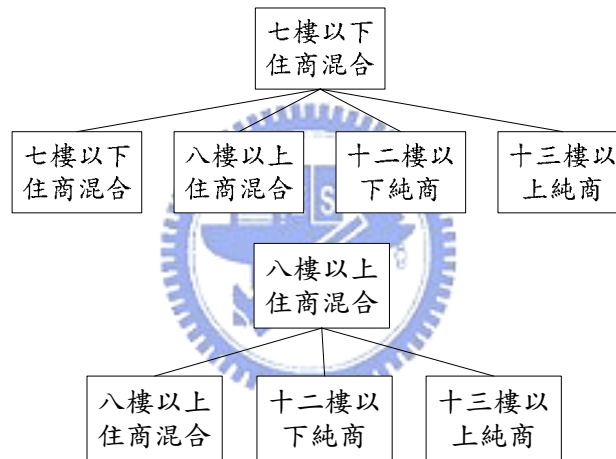 七樓以下
住商混合
七樓以下
住商混合
八樓以上
住商混合
十二樓以
下純商
十三樓以
上純商
S
八樓以上
住商混合
八樓以上
住商混合
十二樓以
下純商
十三樓以
上純商